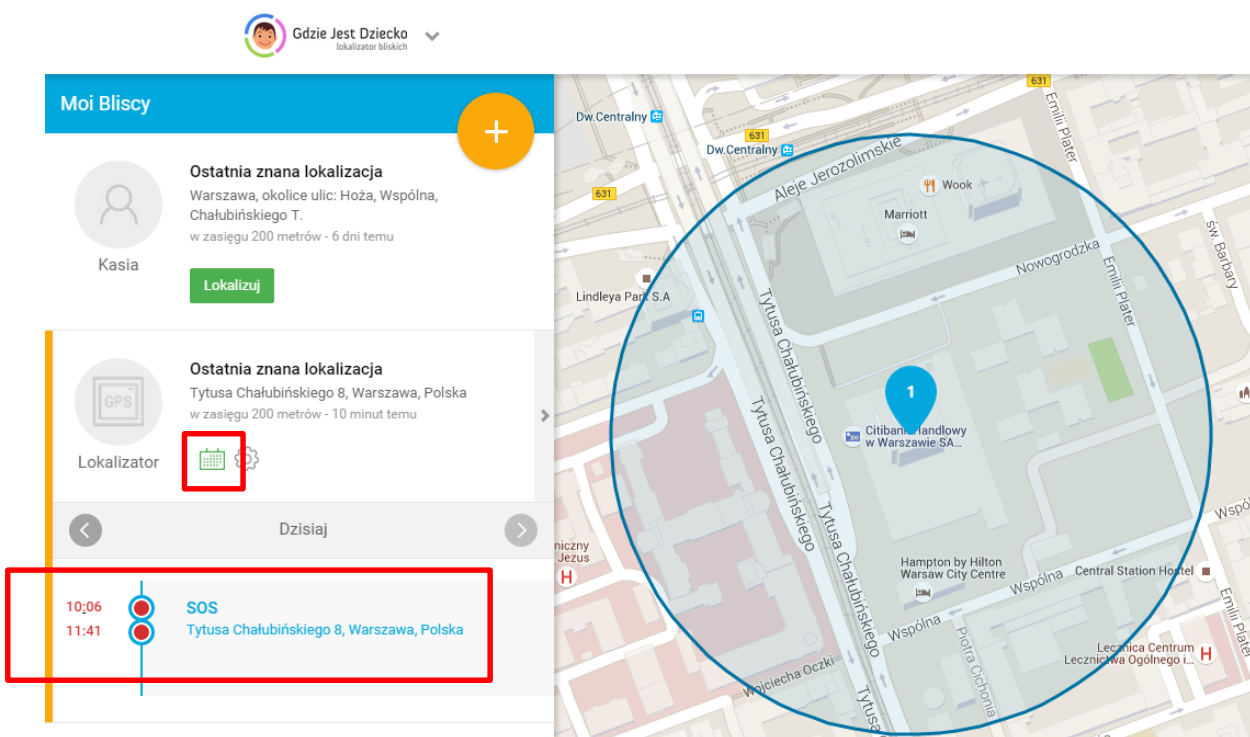 Gdzie Jest Dziecko
lokalizator bliskich
Moi Bliscy
+
Ostatnia znana lokalizacja
Warszawa, okolice ulic: Hoża, Wspólna,
Chałubińskiego T.
w zasięgu 200 metrów - 6 dni temu
Kasia
Lokalizuj
Ostatnia znana lokalizacja
Tytusa Chałubińskiego 8, Warszawa, Polska
w zasięgu 200 metrów - 10 minut temu
GPS
Lokalizator
Dzisiaj
10;06
SOS
11:41
Tytusa Chałubińskiego 8, Warszawa, Polska
631
Emilii Plater
Dw.Centralny
631
Dw.Centralny
Aleje Jerozolimskie
Wook
631
Marriott
św. Barbary
Nowogrodzka
Emilii Plater
Lindleya Park S.A
Tytusa Chałubińskiego
1
Tytusa Chałubińskiego
Citibank Handlowy
w Warszawie SA...
Tytusa Chałubińskiego
Wspó
niczny
Jezus
H
Hampton by Hilton
Warsaw City Centre
Wspólna
Central Station Hostel
Emilii Plater
Wspólna
Piotra Cichonia
Lecznica Centrum
Lecznictwa Ogólnego i...
H
Wojciecha Oczki
Tytusa